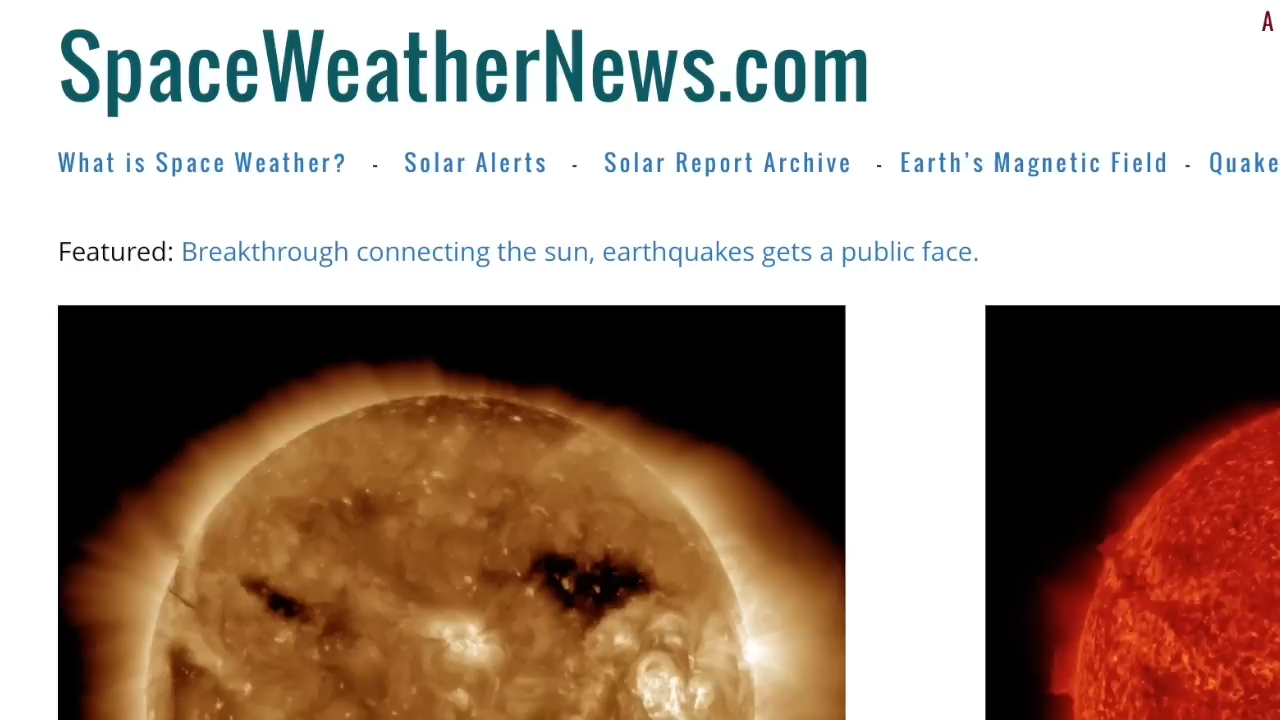 A
SpaceWeatherNews.com
What is Space Weather? - Solar Alerts - Solar Report Archive - Earth’s Magnetic Field - Quake
Featured: Breakthrough connecting the sun, earthquakes gets a public face.